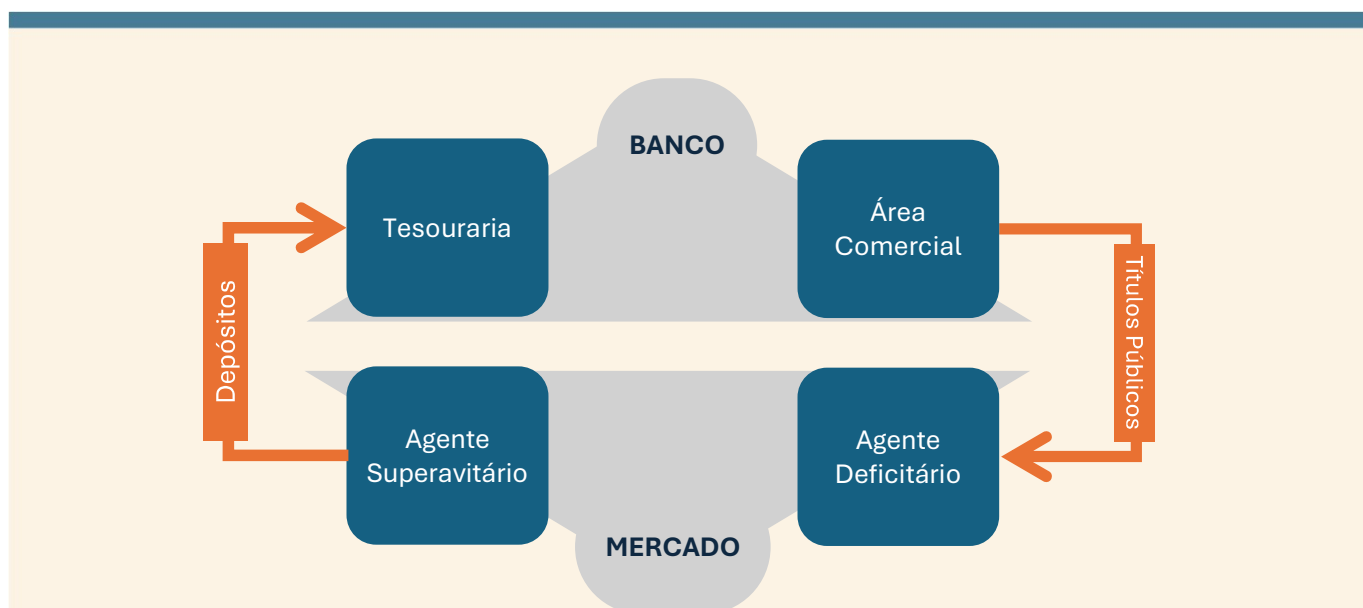 BANCO
Tesouraria
Área
Comercial
Depósitos
Títulos Públicos
Agente
Superavitário
Agente
Deficitário
MERCADO